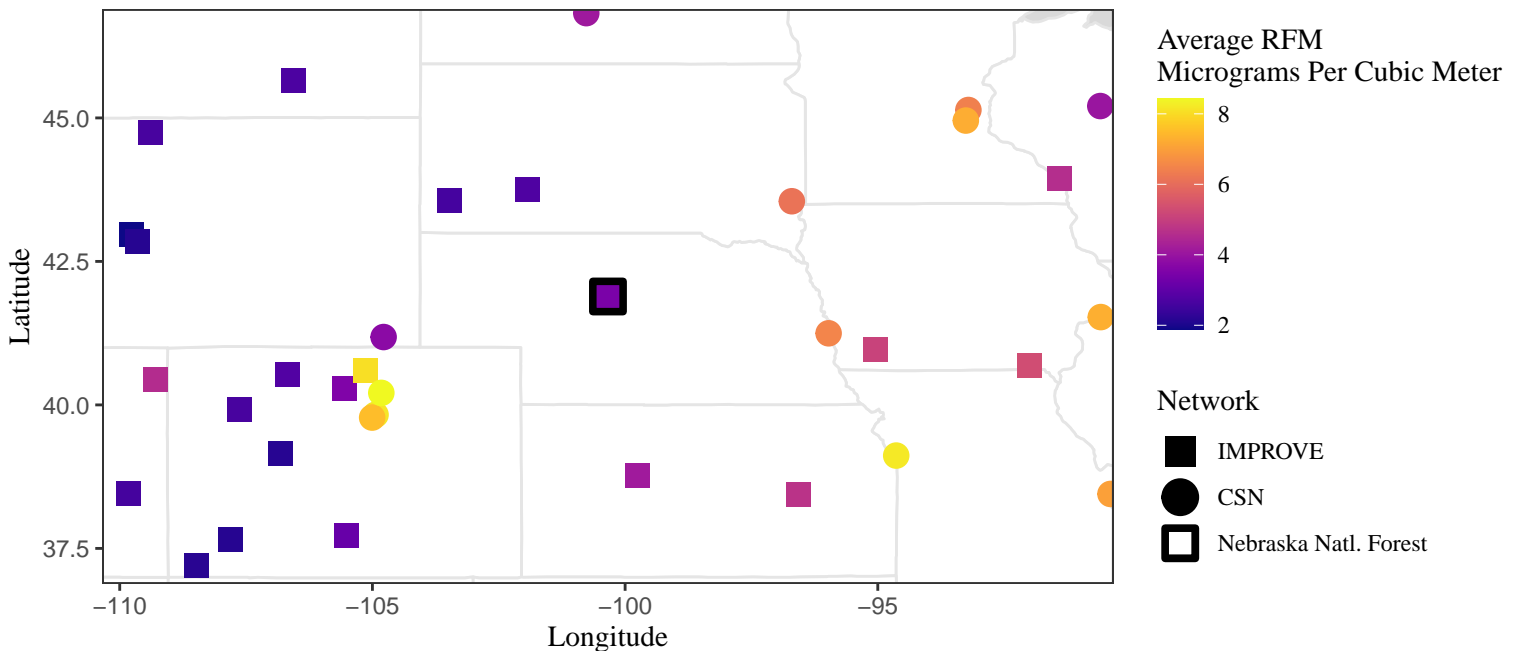 45.0
42.5
40.0
37.5
Latitude
−110
−105
−100
−95
Longitude
Average RFM
Micrograms Per Cubic Meter
8
6
4
2
Network
IMPROVE
CSN
Nebraska Natl. Forest